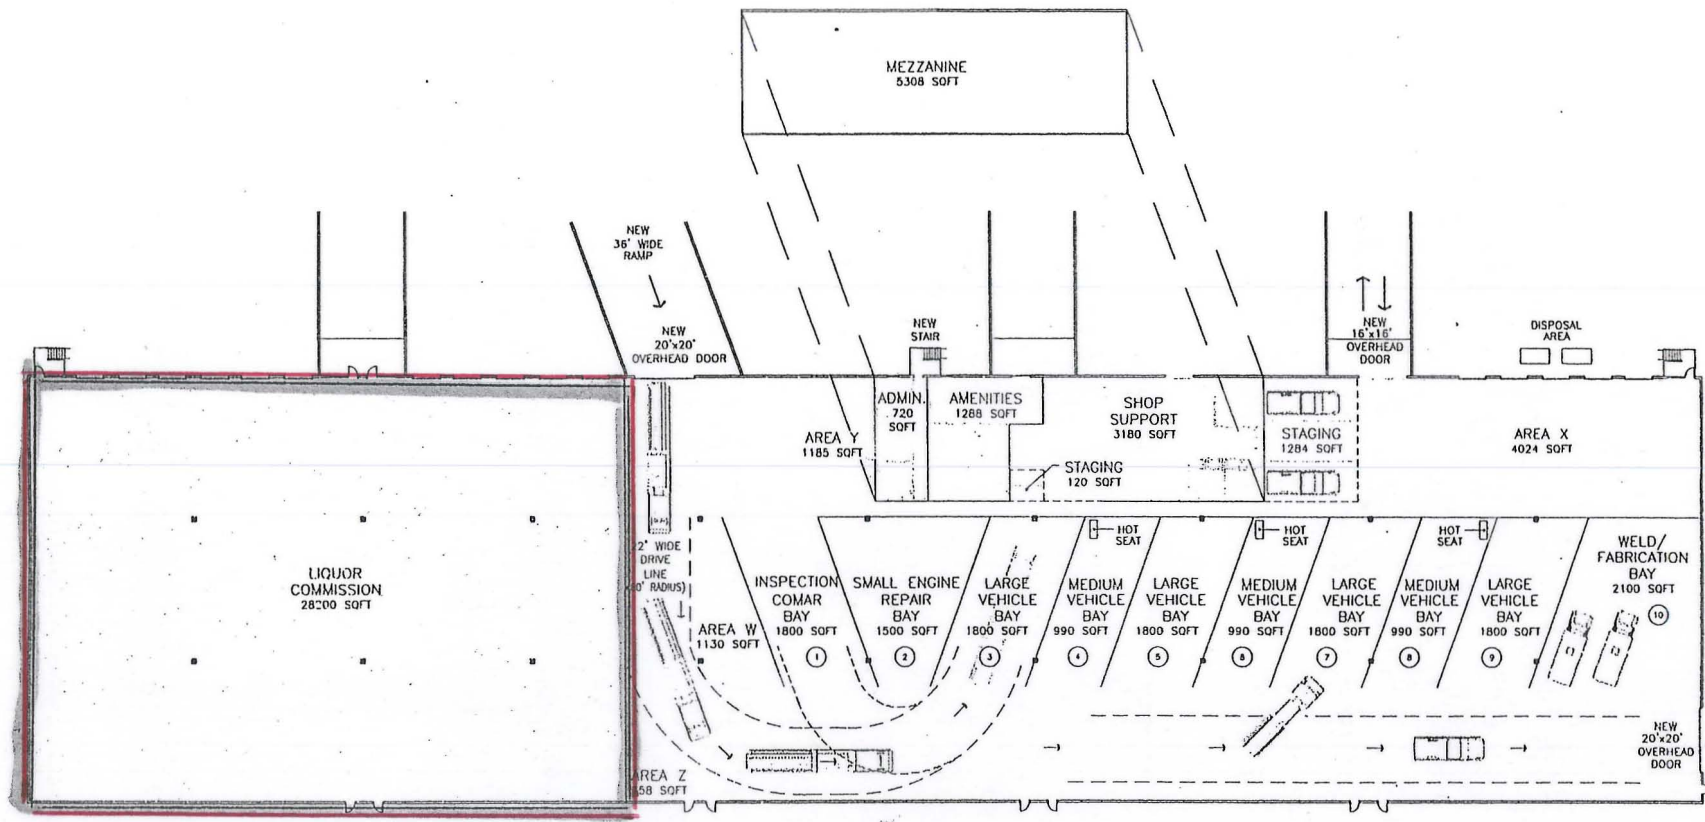 MEZZANINE
5308 SQFT
NEW
36' WIDE
RAMP
NEW
20'x20'
OVERHEAD DOOR
NEW
STAIR
NEW
16'x16'
OVERHEAD
DOOR
DISPOSAL
AREA
ADMIN.
720
SQFT
AMENITIES
1288 SQFT
SHOP
SUPPORT
3180 SQFT
STAGING
1284 SQFT
AREA X
4024 SQFT
AREA Y
1185 SQFT
STAGING
120 SQFT
LIQUOR
COMMISSION
SQFT
WIDE
DRIVE
LINE
RADIUS)
AREA W
1130 SQFT
INSPECTION
COMAR
BAY
1800 SQFT
1
SMALL ENGINE
REPAIR
BAY
1500 SQFT
2
LARGE
VEHICLE
BAY
1800 SQFT
3
HOT
SEAT
MEDIUM
VEHICLE
BAY
990 SQFT
4
LARGE
VEHICLE
BAY
1800 SQFT
5
HOT
SEAT
MEDIUM
VEHICLE
BAY
990 SQFT
LARGE
VEHICLE
BAY
1800 SQFT
7
HOT
SEAT
MEDIUM
VEHICLE
BAY
990 SQFT
8
LARGE
VEHICLE
BAY
1800 SQFT
9
WELD/
FABRICATION
BAY
2100 SQFT
10
AREA Z
SQFT
NEW
20'x20'
OVERHEAD
DOOR